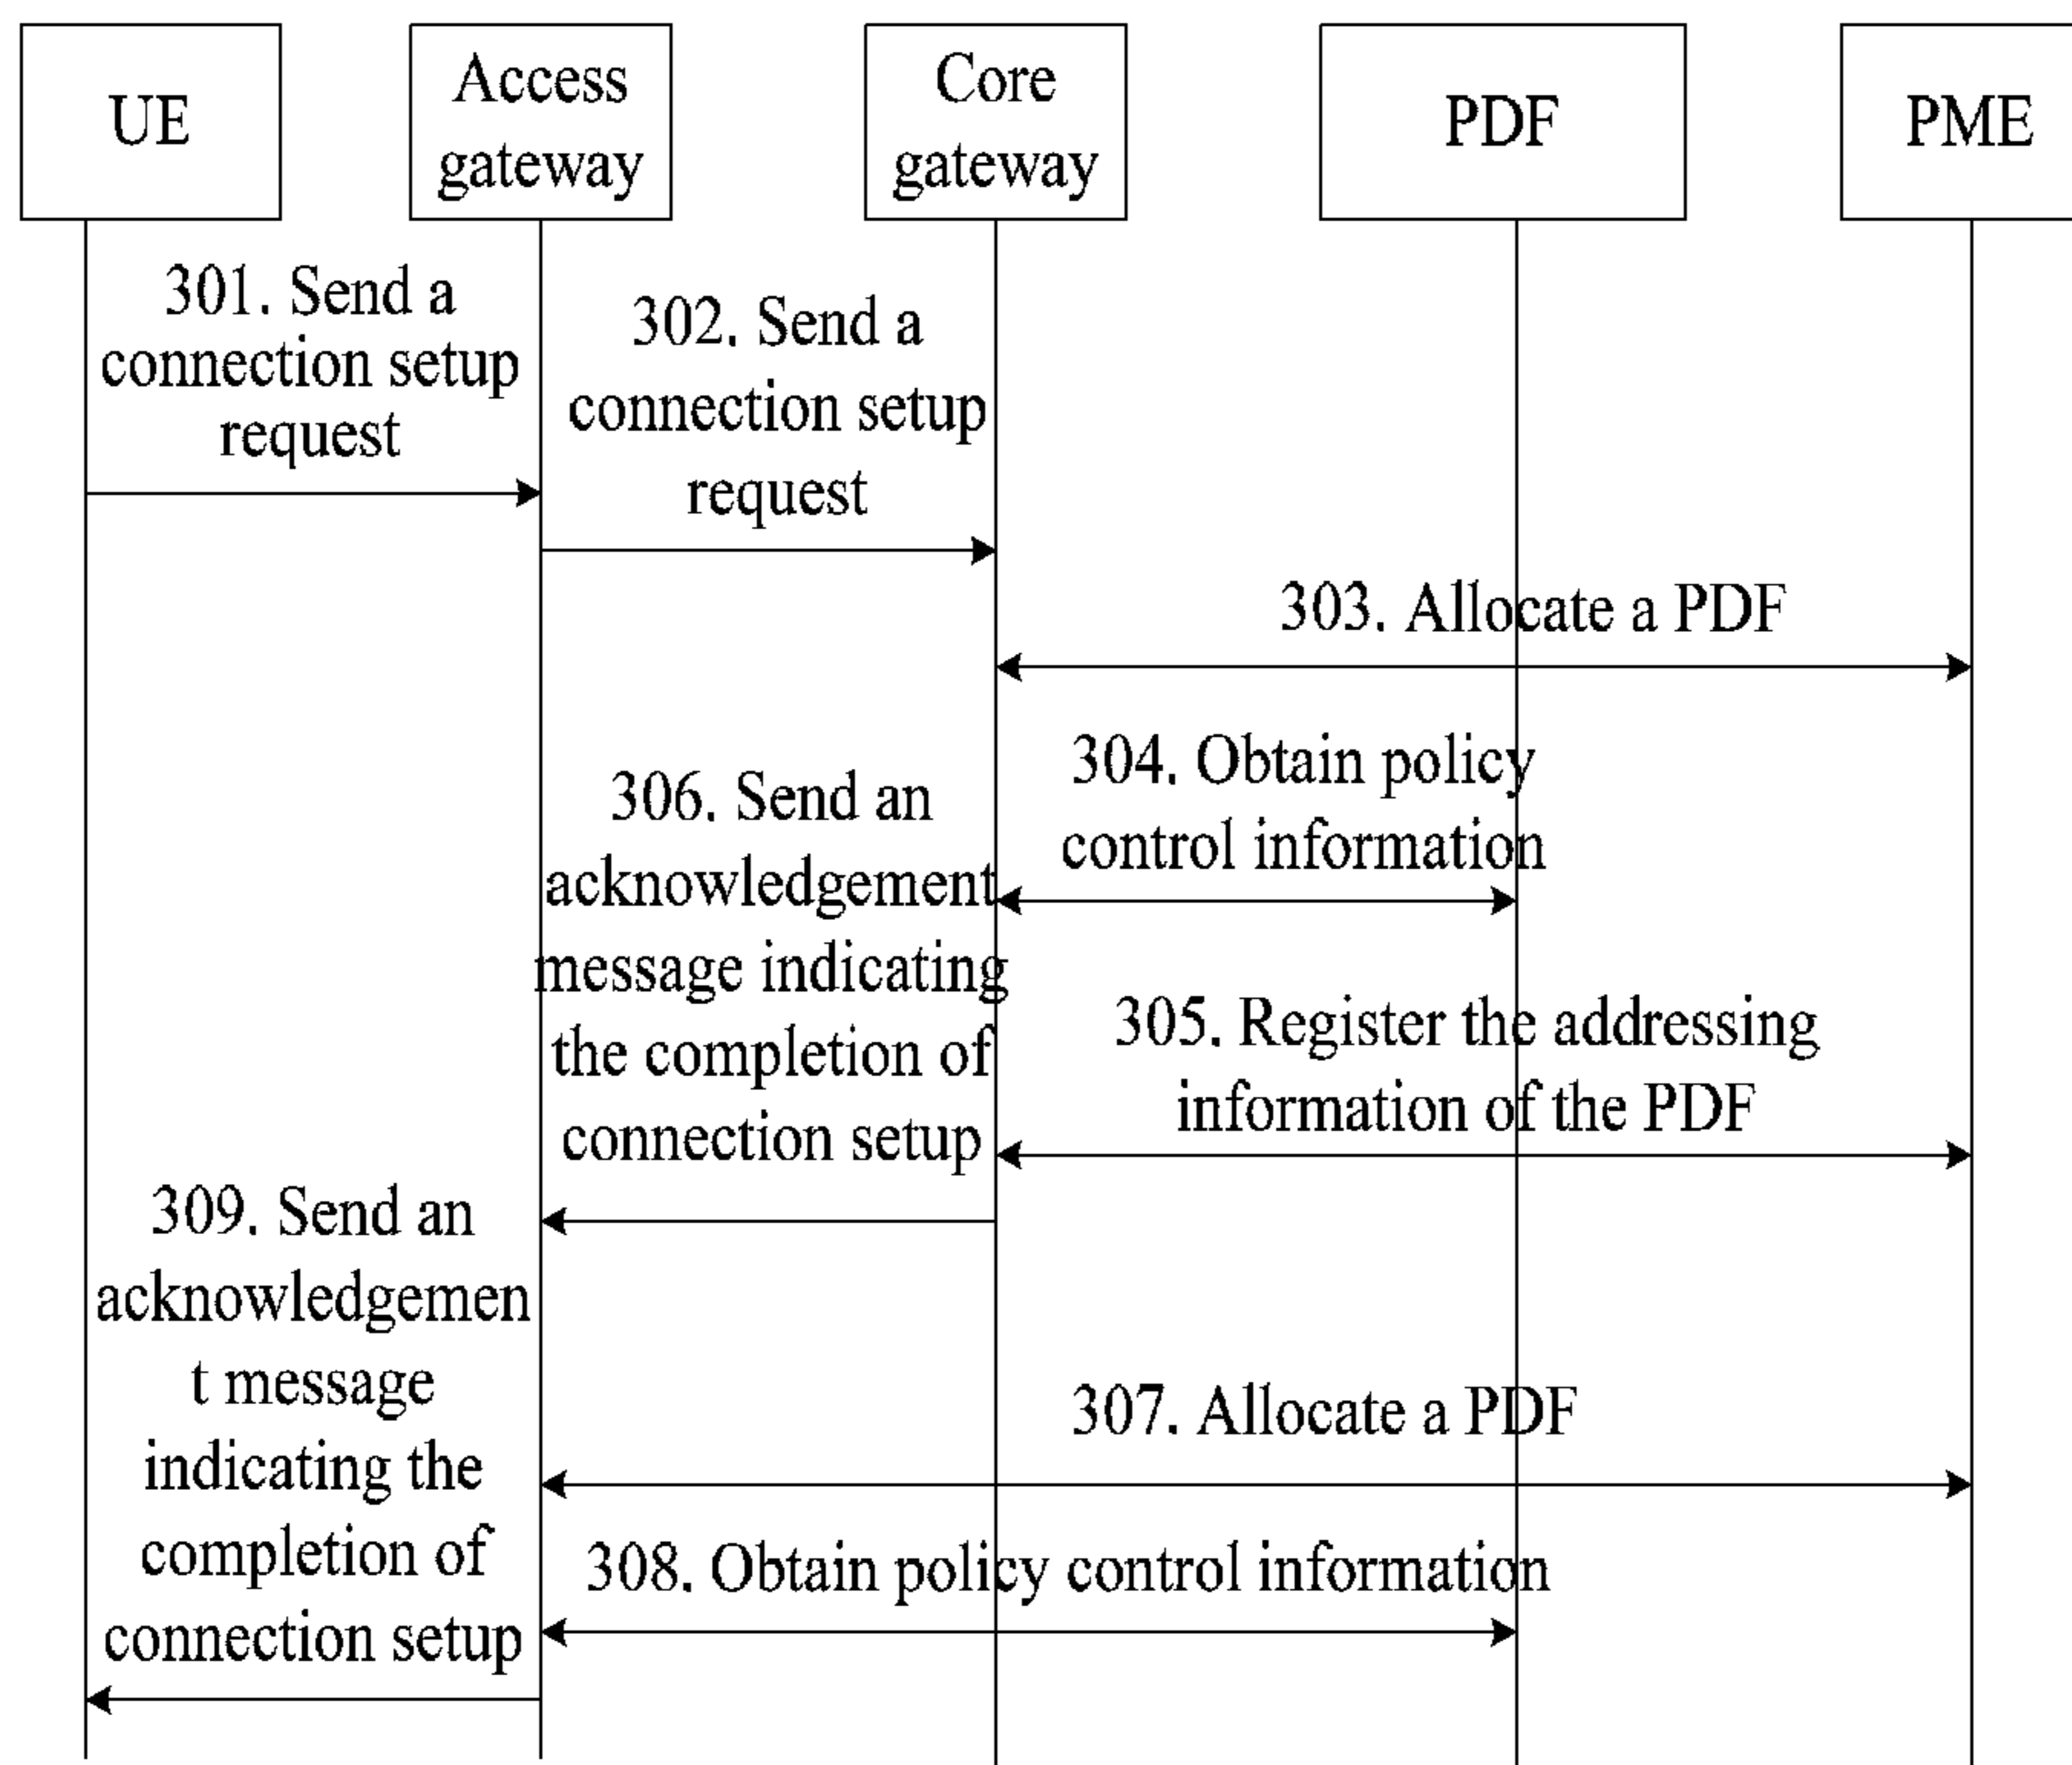 UE
Access
gateway
Core
gateway
PDF
PME
301. Send a
connection setup
request
302. Send a
connection setup
request
303. Allocate a PDF
304. Obtain policy
control information
305. Register the addressing
information of the PDF
306. Send an
acknowledgement
message indicating
the completion of
connection setup
307. Allocate a PDF
308. Obtain policy control information
309. Send an
acknowledgemen
t message
indicating the
completion of
connection setup